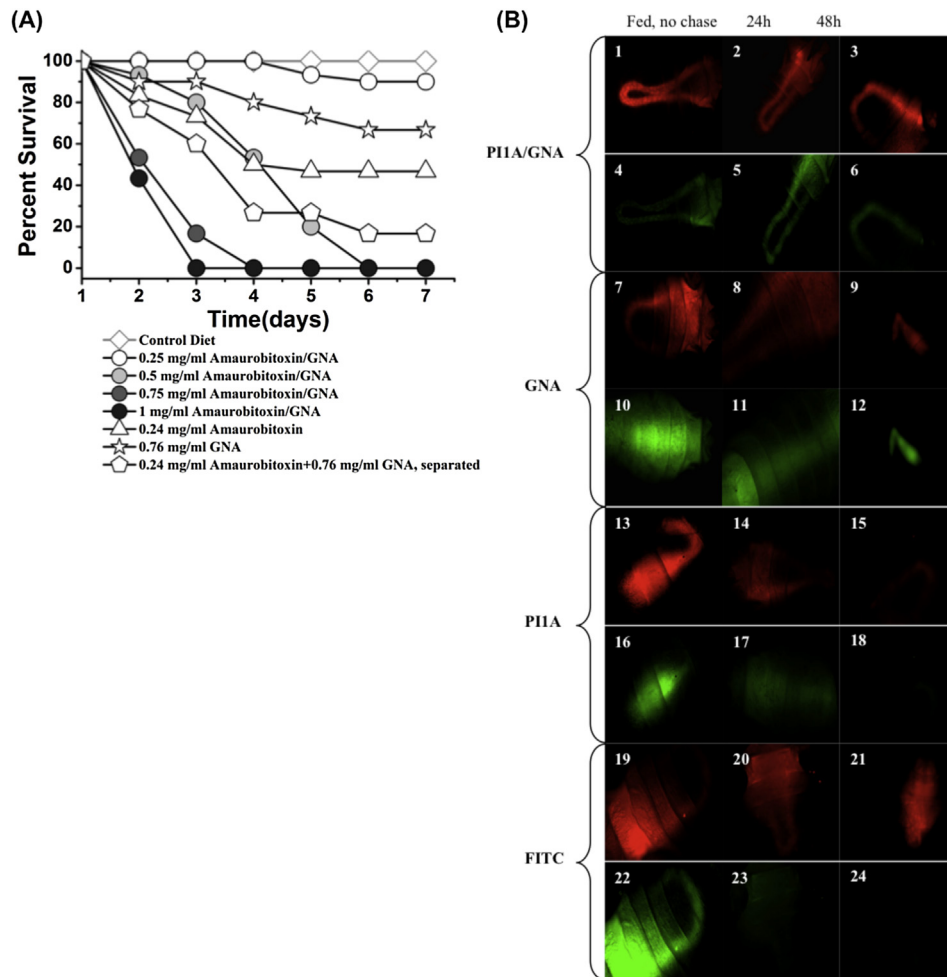 (A)
100
80
60
40
20
0
Percent Survival
1 2 3 4 5 6 7
Time(days)
Control Diet
0.25 mg/ml Amaurobitoxin/GNA
0.5 mg/ml Amaurobitoxin/GNA
0.75 mg/ml Amaurobitoxin/GNA
1 mg/ml Amaurobitoxin/GNA
0.24 mg/ml Amaurobitoxin
0.76 mg/ml GNA
0.24 mg/ml Amaurobitoxin+0.76 mg/ml GNA, separated
(B)
Fed, no chase 24h 48h
1 2 3
PI1A/GNA
4 5 6
7 8 9
GNA
10 11 12
13 14 15
PI1A
16 17 18
19 20 21
FITC
22 23 24